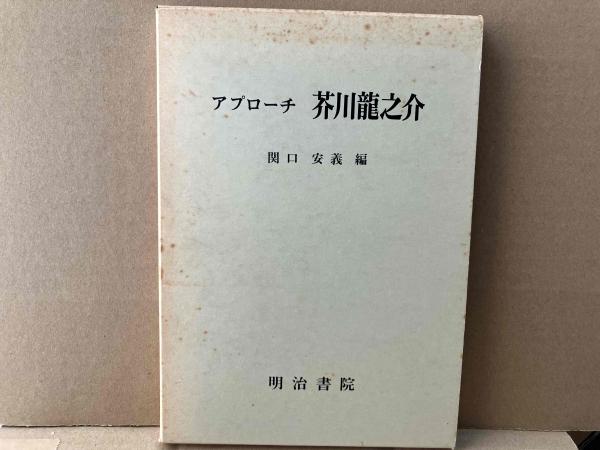 アプローチ 芥川龍之介
関口 安義 編
明治書院